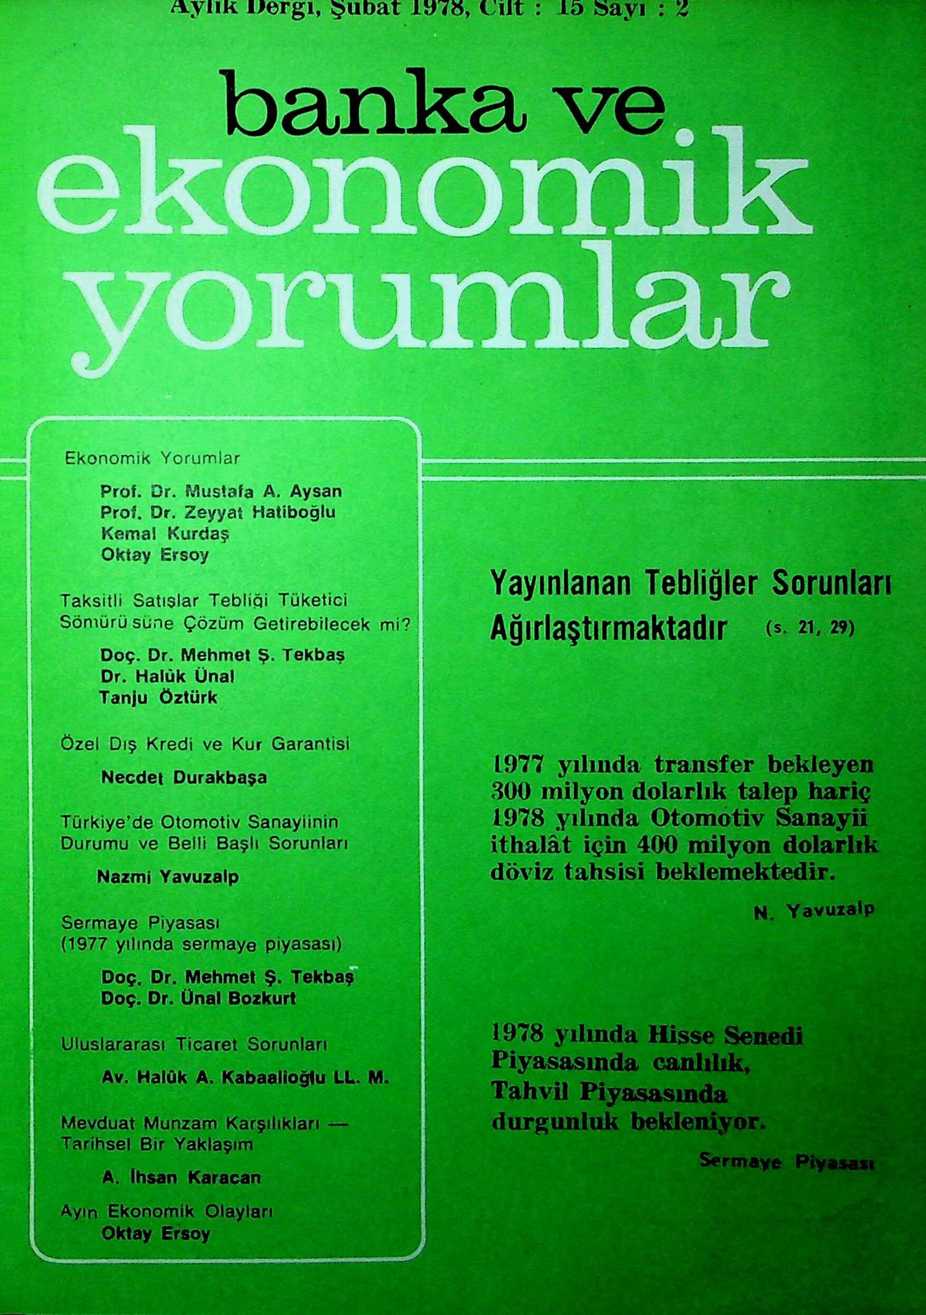 Aylık Dergi, Şubat 1978, Cilt : 15 Sayı : 2
banka ve
ekonomik
yorumlar
Ekonomik Yorumlar
Prof. Dr. Mustafa A. Aysan
Prof. Dr. Zeyyat Hatiboğlu
Kemal Kurdaş
Oktay Ersoy
Taksitli Satışlar Tebliği Tüketici
Sömürüsüne Çözüm Getirebilecek mi?
Doç. Dr. Mehmet Ş. Tekbaş
Dr. Halûk Ünal
Tanju Öztürk
Özel Dış Kredi ve Kur Garantisi
Necdet Durakbaşa
Türkiye'de Otomotiv Sanayiinin
Durumu ve Belli Başlı Sorunları
Nazmi Yavuzalp
Sermaye Piyasası
(1977 yılında sermaye piyasası)
Doç. Dr. Mehmet Ş. Tekbaş
Doç. Dr. Ünal Bozkurt
Uluslararası Ticaret Sorunları
Av. Halûk A. Kabaalioğlu LL. M.
Mevduat Munzam Karşılıkları —
Tarihsel Bir Yaklaşım
A. İhsan Karacan
Ayın Ekonomik Olayları
Oktay Ersoy
Yayınlanan Tebliğler Sorunları
Ağırlaştırmaktadır (s. 21, 29)
1977 yılında transfer bekleyen
300 milyon dolarlık talep hariç
1978 yılında Otomotiv Sanayii
ithalât için 400 milyon dolarlık
döviz tahsisi beklemektedir.
N. Yavuzalp
1978 yılında Hisse Senedi
Piyasasında canlılık,
Tahvil Piyasasında
durgunluk bekleniyor.
Sermaye Piyasası